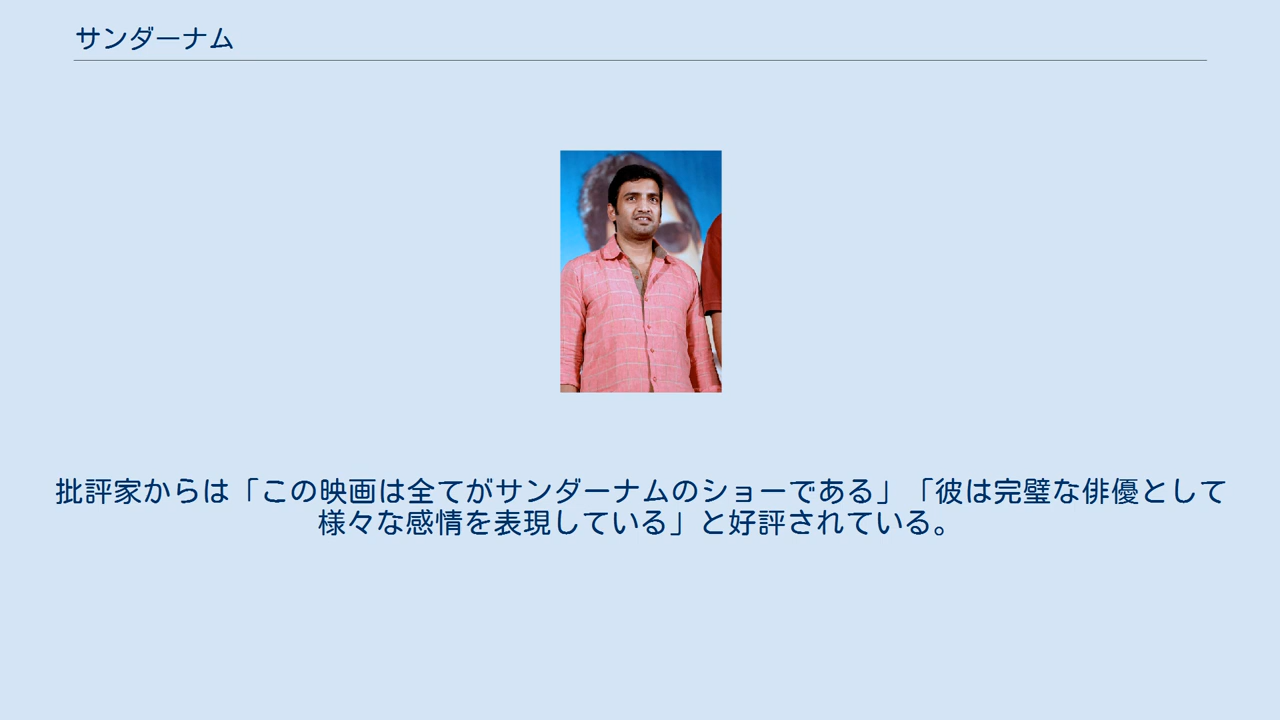 サンダーナム
批評家からは「この映画は全てがサンダーナムのショーである」「彼は完璧な俳優として
様々な感情を表現している」と好評されている。